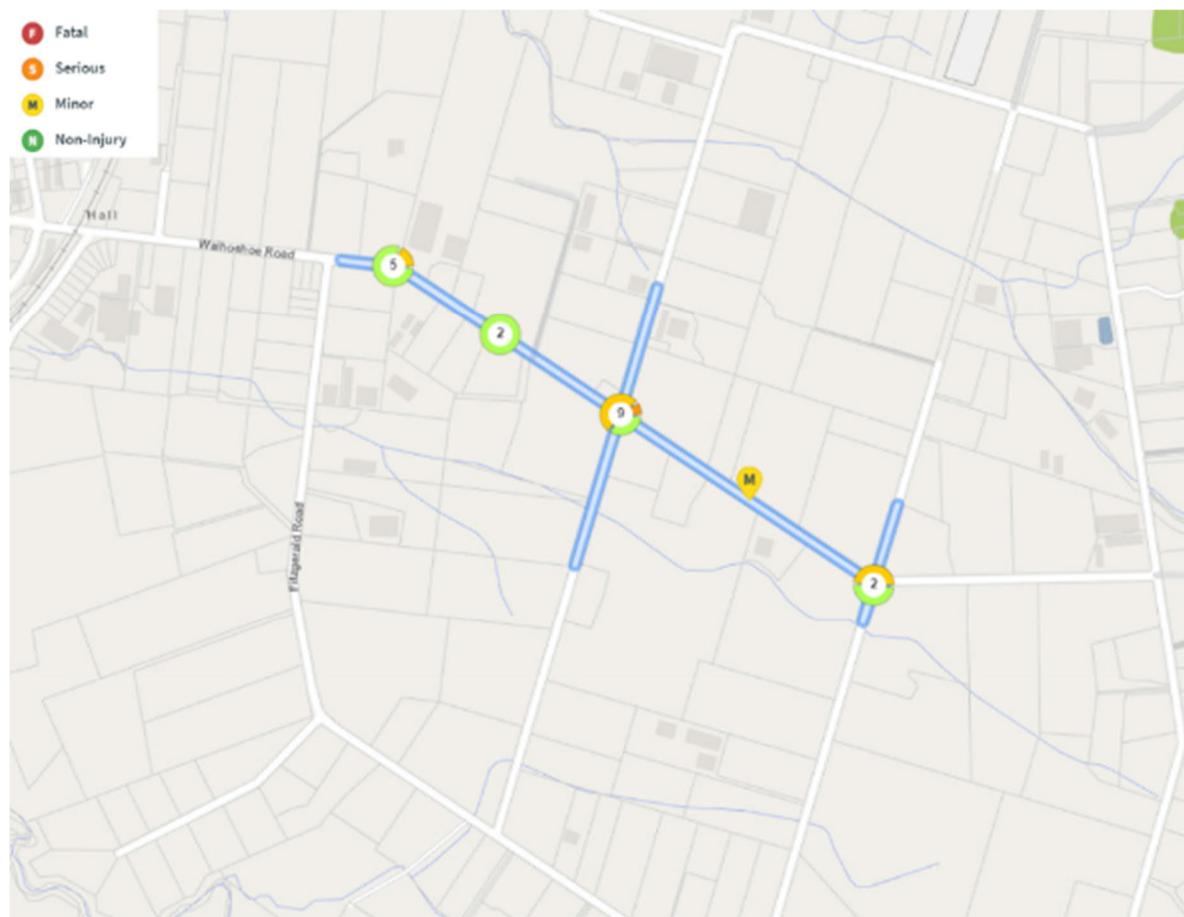 F Fatal
S Serious
M Minor
N Non-Injury
Hall
Waihoehoe Road
5
2
9
M
2
Fitzgerald Road